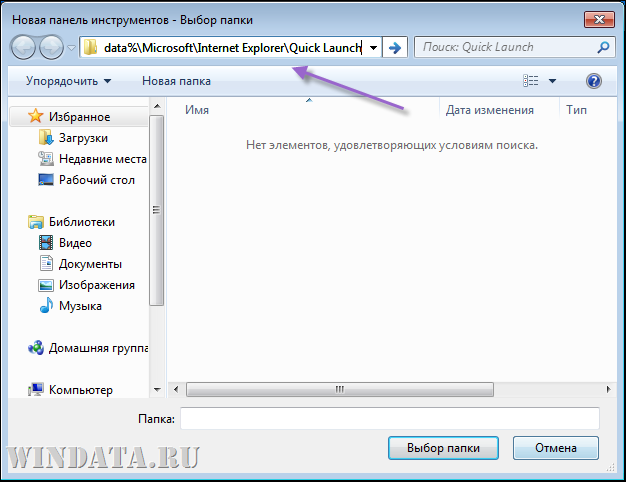 Новая панель инструментов - Выбор папки
data%\Microsoft\Internet Explorer\Quick Launch
Поиск: Quick Launch
Упорядочить
Новая папка
Избранное
Загрузки
Недавние места
Рабочий стол
Библиотеки
Видео
Документы
Изображения
Музыка
Домашняя группа
Компьютер
Имя
Дата изменения
Тип
Нет элементов, удовлетворяющих условиям поиска.
Папка:
Выбор папки
Отмена
WINDATA.RU